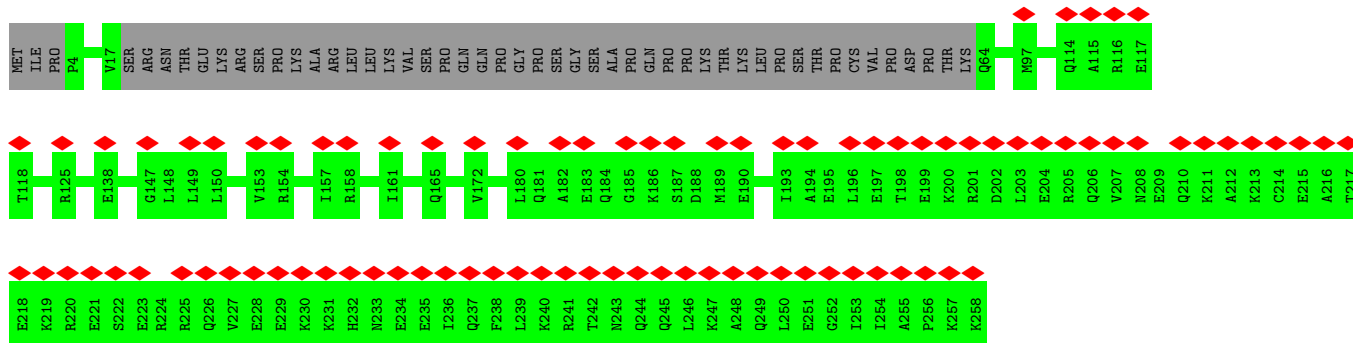 MET ILE PRO P4 V17 SER ARG ASN THR GLU LYS ARG SER PRO LYS ALA ARG LEU LEU LYS VAL SER PRO GLN GLN PRO GLY PRO SER GLY SER ALA PRO GLN PRO PRO LYS THR LYS LEU PRO SER THR PRO CYS VAL PRO ASP PRO THR LYS Q64 M97 Q114 A115 R116 E117
T118 R125 E138 G147 L148 L149 L150 V153 R154 I157 R158 I161 Q165 V172 L180 Q181 A182 E183 Q184 G185 K186 S187 D188 M189 E190 I193 A194 E195 L196 E197 T198 E199 K200 R201 D202 L203 E204 R205 Q206 V207 N208 E209 Q210 K211 A212 K213 C214 E215 A216 T217
E218 K219 R220 E221 S222 E223 R224 R225 Q226 V227 E228 E229 K230 K231 H232 N233 E234 E235 I236 Q237 F238 L239 K240 R241 T242 N243 Q244 Q245 L246 K247 A248 Q249 L250 E251 G252 I253 I254 A255 P256 K257 K258